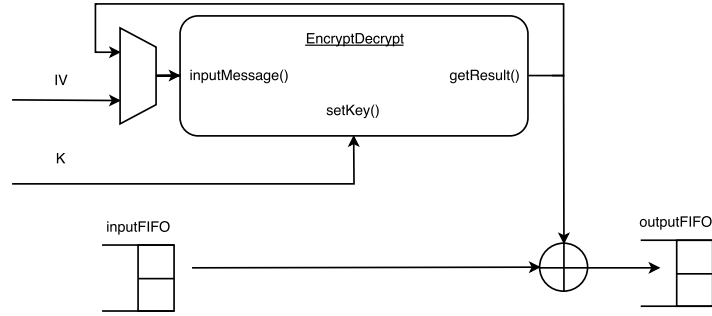 EncryptDecrypt
IV
inputMessage()
getResult()
setKey()
K
inputFIFO
outputFIFO